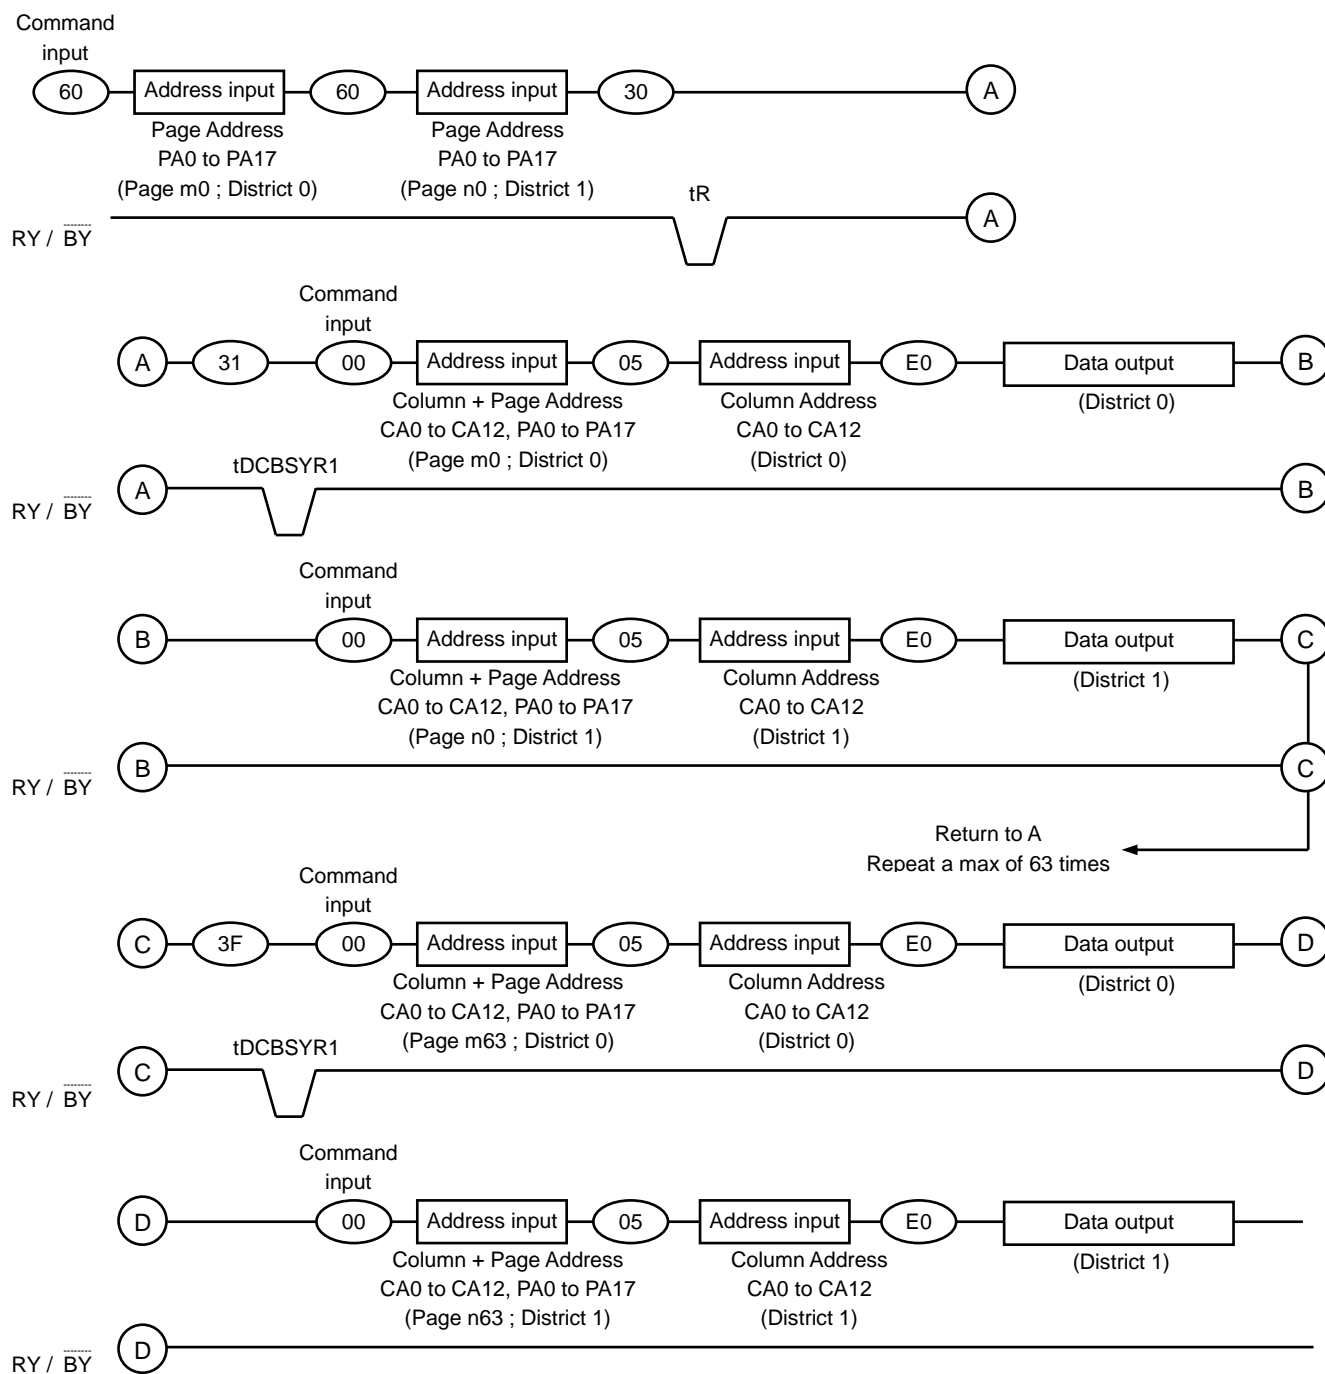 Command
input
60 Address input 60 Address input 30 A
Page Address
PA0 to PA17
(Page m0 ; District 0)
Page Address
PA0 to PA17
(Page n0 ; District 1)
tR
RY / BY A
Command
input
A 31 00 Address input 05 Address input E0 Data output B
Column + Page Address
CA0 to CA12, PA0 to PA17
(Page m0 ; District 0)
Column Address
CA0 to CA12
(District 0)
(District 0)
tDCBSYR1
RY / BY A B
Command
input
B 00 Address input 05 Address input E0 Data output C
Column + Page Address
CA0 to CA12, PA0 to PA17
(Page n0 ; District 1)
Column Address
CA0 to CA12
(District 1)
(District 1)
RY / BY B C
Return to A
Repeat a max of 63 times
Command
input
C 3F 00 Address input 05 Address input E0 Data output D
Column + Page Address
CA0 to CA12, PA0 to PA17
(Page m63 ; District 0)
Column Address
CA0 to CA12
(District 0)
(District 0)
tDCBSYR1
RY / BY C D
Command
input
D 00 Address input 05 Address input E0 Data output
Column + Page Address
CA0 to CA12, PA0 to PA17
(Page n63 ; District 1)
Column Address
CA0 to CA12
(District 1)
(District 1)
RY / BY D